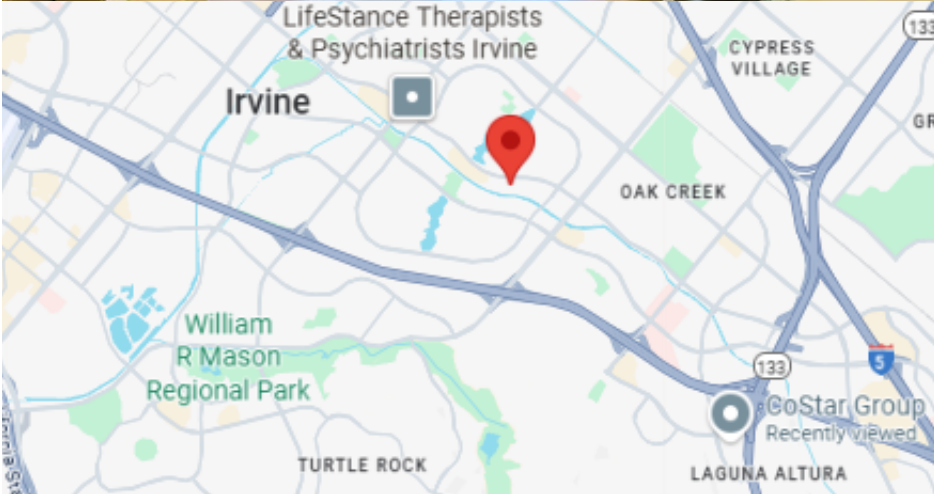 LifeStance Therapists
& Psychiatrists Irvine
133
CYPRESS
VILLAGE
Irvine
GR
OAK CREEK
William
R Mason
Regional Park
133
5
CoStar Group
Recently viewed
TURTLE ROCK
LAGUNA ALTURA